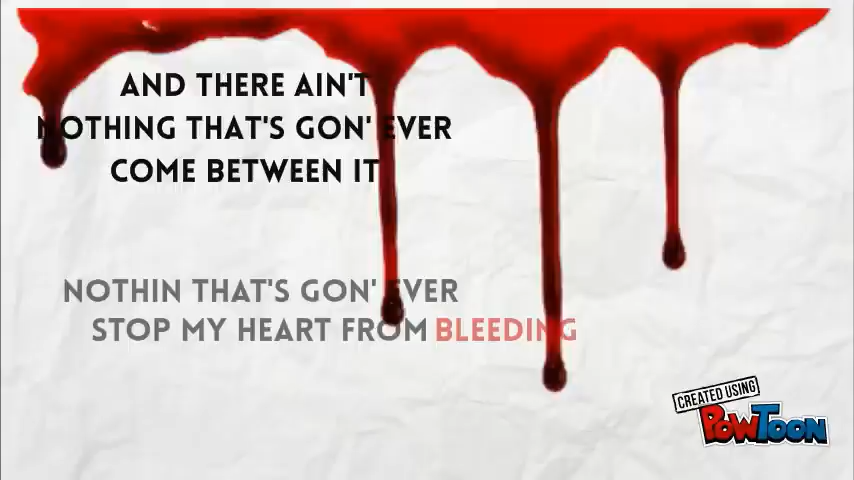 AND THERE AIN'T
NOTHING THAT'S GON' EVER
COME BETWEEN IT
NOTHIN THAT'S GON' EVER
STOP MY HEART FROM BLEEDING
CREATED USING
POWTOON